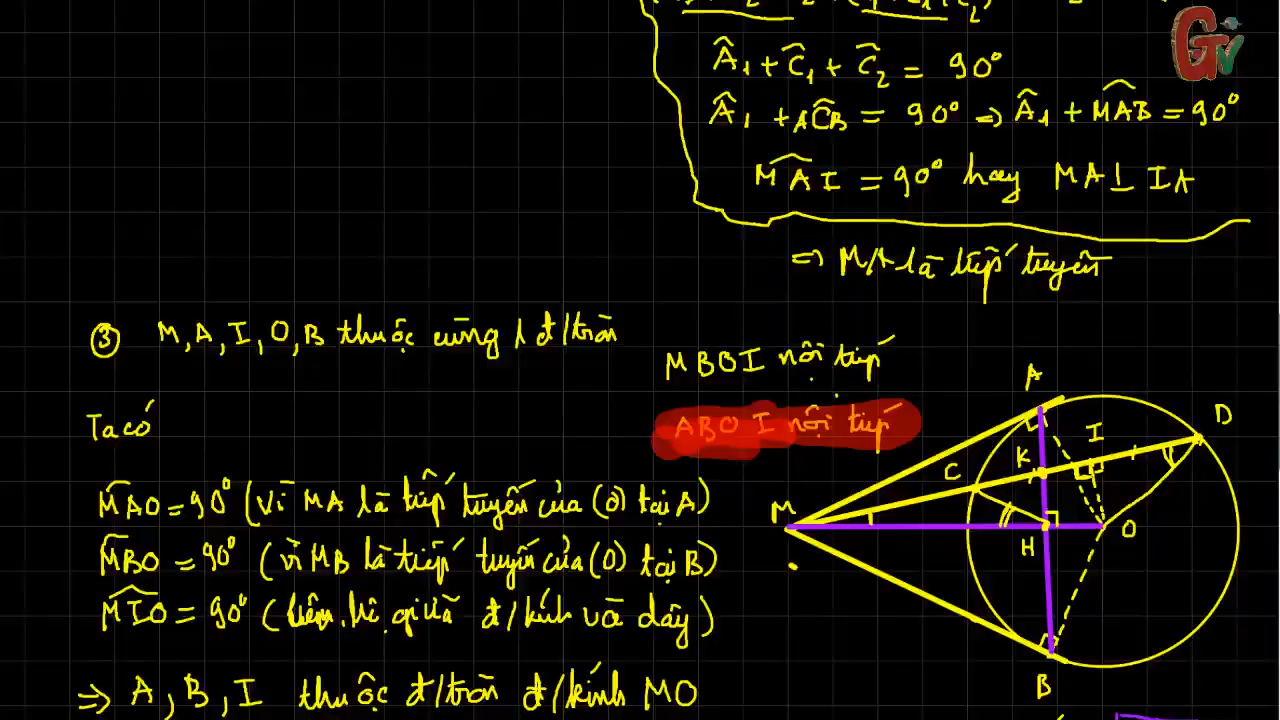 Â₁ + Ĉ₁ + Ĉ₂ = 90°
Â₁ + AĈB = 90° ⇒ Â₁ + MÂB = 90°
MÂI = 90° hay MA ⊥ IA
⇒ MA là tiếp tuyến
③ M, A, I, O, B thuộc cùng 1 đ/tròn
MBOI nội tiếp
ABOI nội tiếp
Ta có
MÂO = 90° (vì MA là tiếp tuyến của (O) tại A)
MB̂O = 90° (vì MB là tiếp tuyến của (O) tại B)
MÎO = 90° (liên hệ giữa đ/kính và dây)
⇒ A, B, I thuộc đ/tròn đ/kính MO
A
D
I
K
C
M
O
H
B
GTV